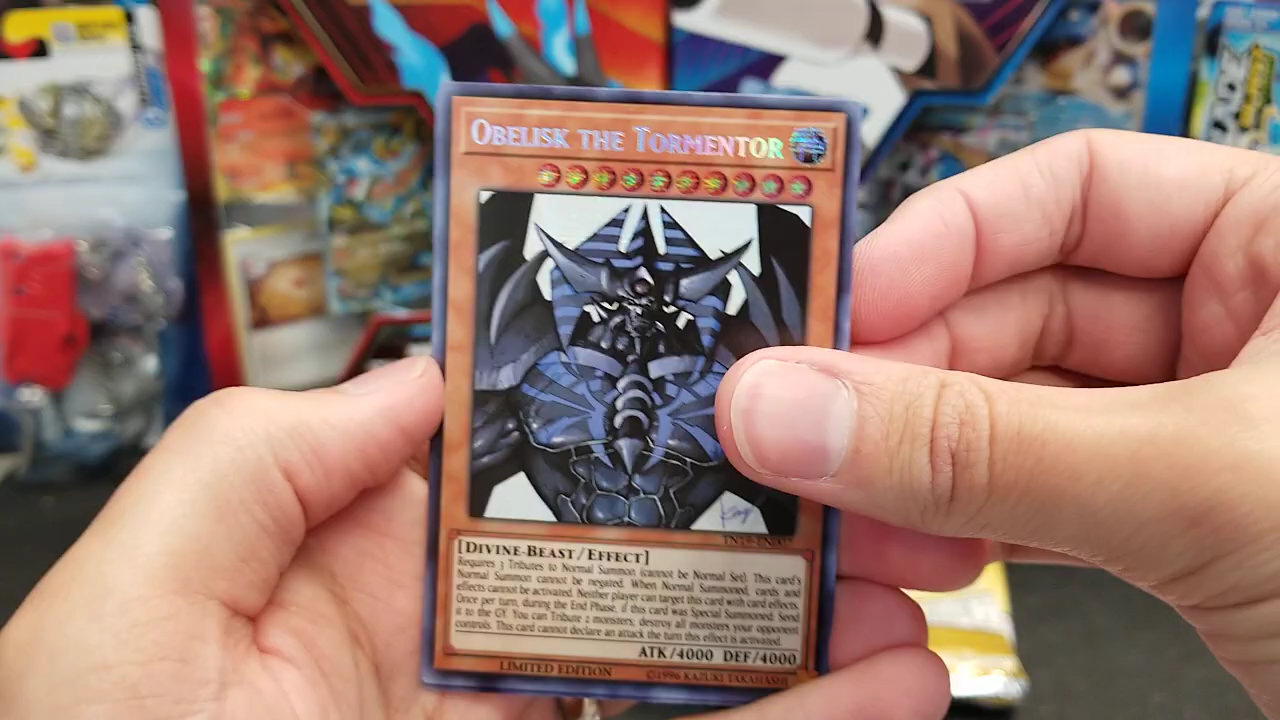 OBELISK THE TORMENTOR
TN19-EN007
[DIVINE-BEAST/EFFECT]
Requires 3 Tributes to Normal Summon (cannot be Normal Set). This card's
Normal Summon cannot be negated. When Normal Summoned, cards and
effects cannot be activated. Neither player can target this card with card effects.
Once per turn, during the End Phase, if this card was Special Summoned: Send
it to the GY. You can Tribute 2 monsters; destroy all monsters your opponent
controls. This card cannot declare an attack the turn this effect is activated.
ATK/4000 DEF/4000
LIMITED EDITION
©1996 KAZUKI TAKAHASHI